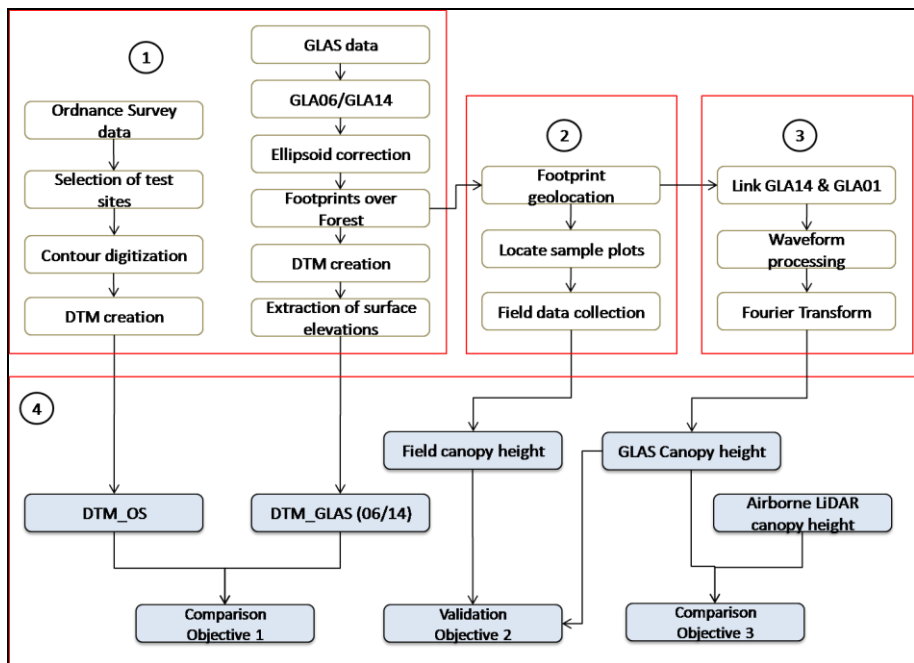 1
GLAS data
GLA06/GLA14
Ellipsoid correction
Footprints over
Forest
DTM creation
Extraction of surface
elevations
Ordnance Survey
data
Selection of test
sites
Contour digitization
DTM creation
2
Footprint
geolocation
Locate sample plots
Field data collection
3
Link GLA14 & GLA01
Waveform
processing
Fourier Transform
4
Field canopy height
GLAS Canopy height
DTM_OS
DTM_GLAS (06/14)
Airborne LiDAR
canopy height
Comparison
Objective 1
Validation
Objective 2
Comparison
Objective 3